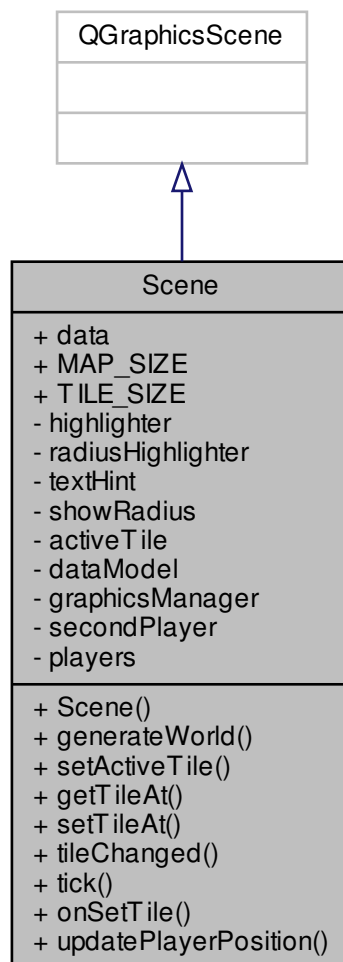 QGraphicsScene
Scene
+ data
+ MAP_SIZE
+ TILE_SIZE
- highlighter
- radiusHighlighter
- textHint
- showRadius
- activeTile
- dataModel
- graphicsManager
- secondPlayer
- players
+ Scene()
+ generateWorld()
+ setActiveTile()
+ getTileAt()
+ setTileAt()
+ tileChanged()
+ tick()
+ onSetTile()
+ updatePlayerPosition()